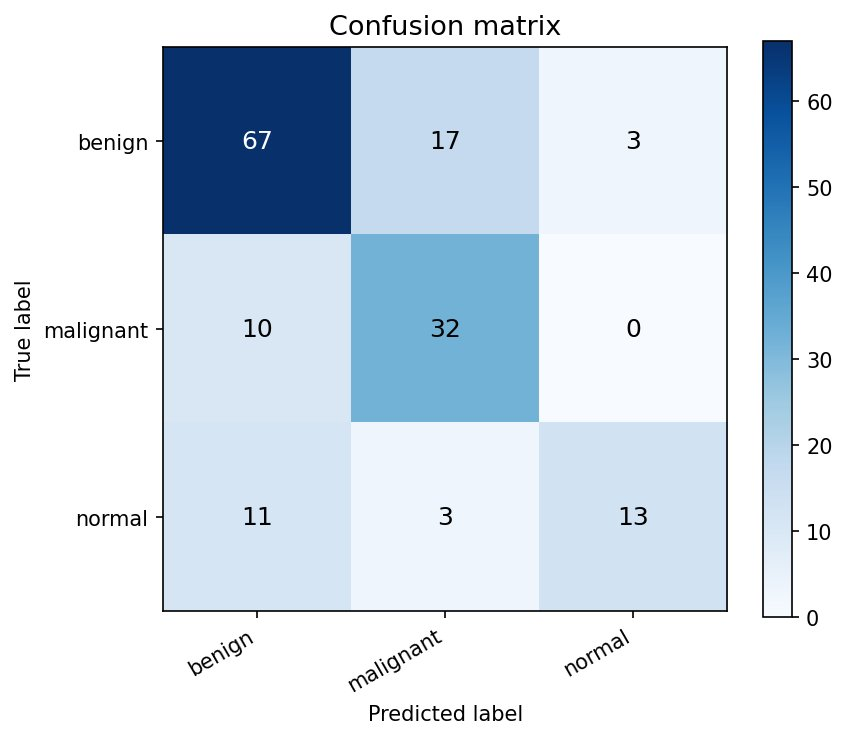 Confusion matrix
True label
benign
67
17
3
malignant
10
32
0
normal
11
3
13
benign
malignant
normal
Predicted label
60
50
40
30
20
10
0